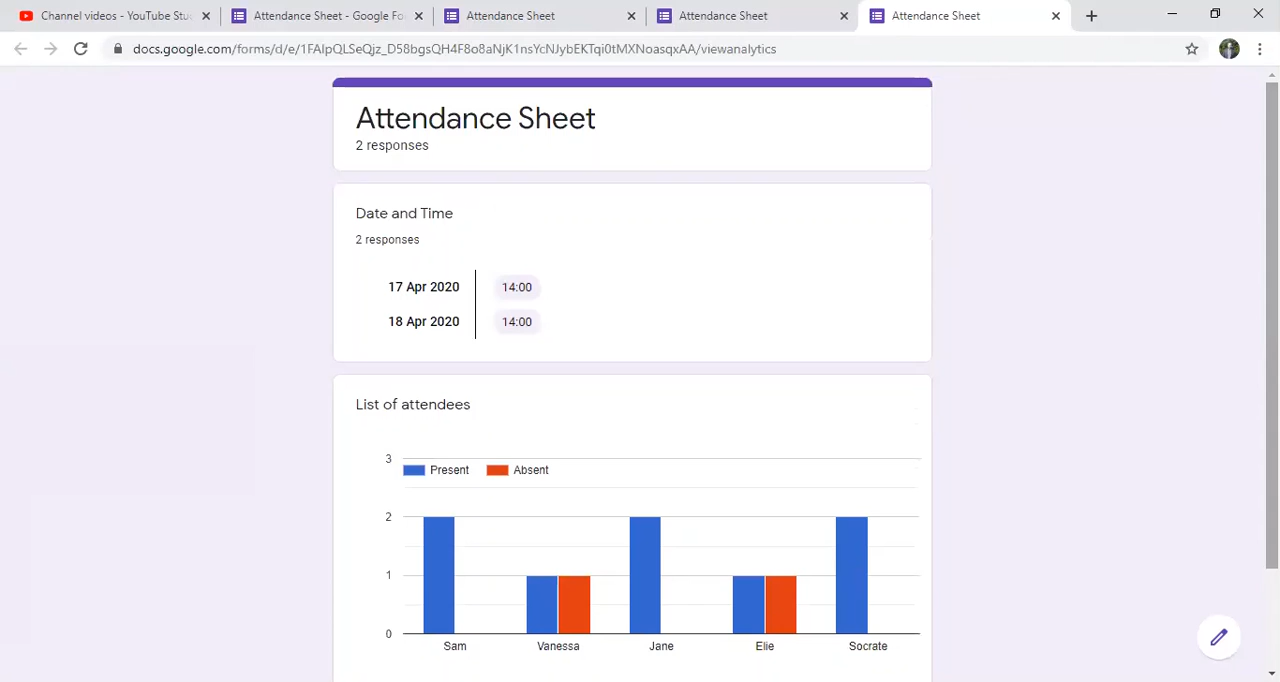 Channel videos - YouTube Stu
Attendance Sheet - Google Fo
Attendance Sheet
Attendance Sheet
Attendance Sheet
docs.google.com/forms/d/e/1FAIpQLSeQjz_D58bgsQH4F8o8aNjK1nsYcNJybEKTqi0tMXNoasqxAA/viewanalytics
Attendance Sheet
2 responses
Date and Time
2 responses
17 Apr 2020 14:00
18 Apr 2020 14:00
List of attendees
3
Present Absent
2
1
0
Sam Vanessa Jane Elie Socrate